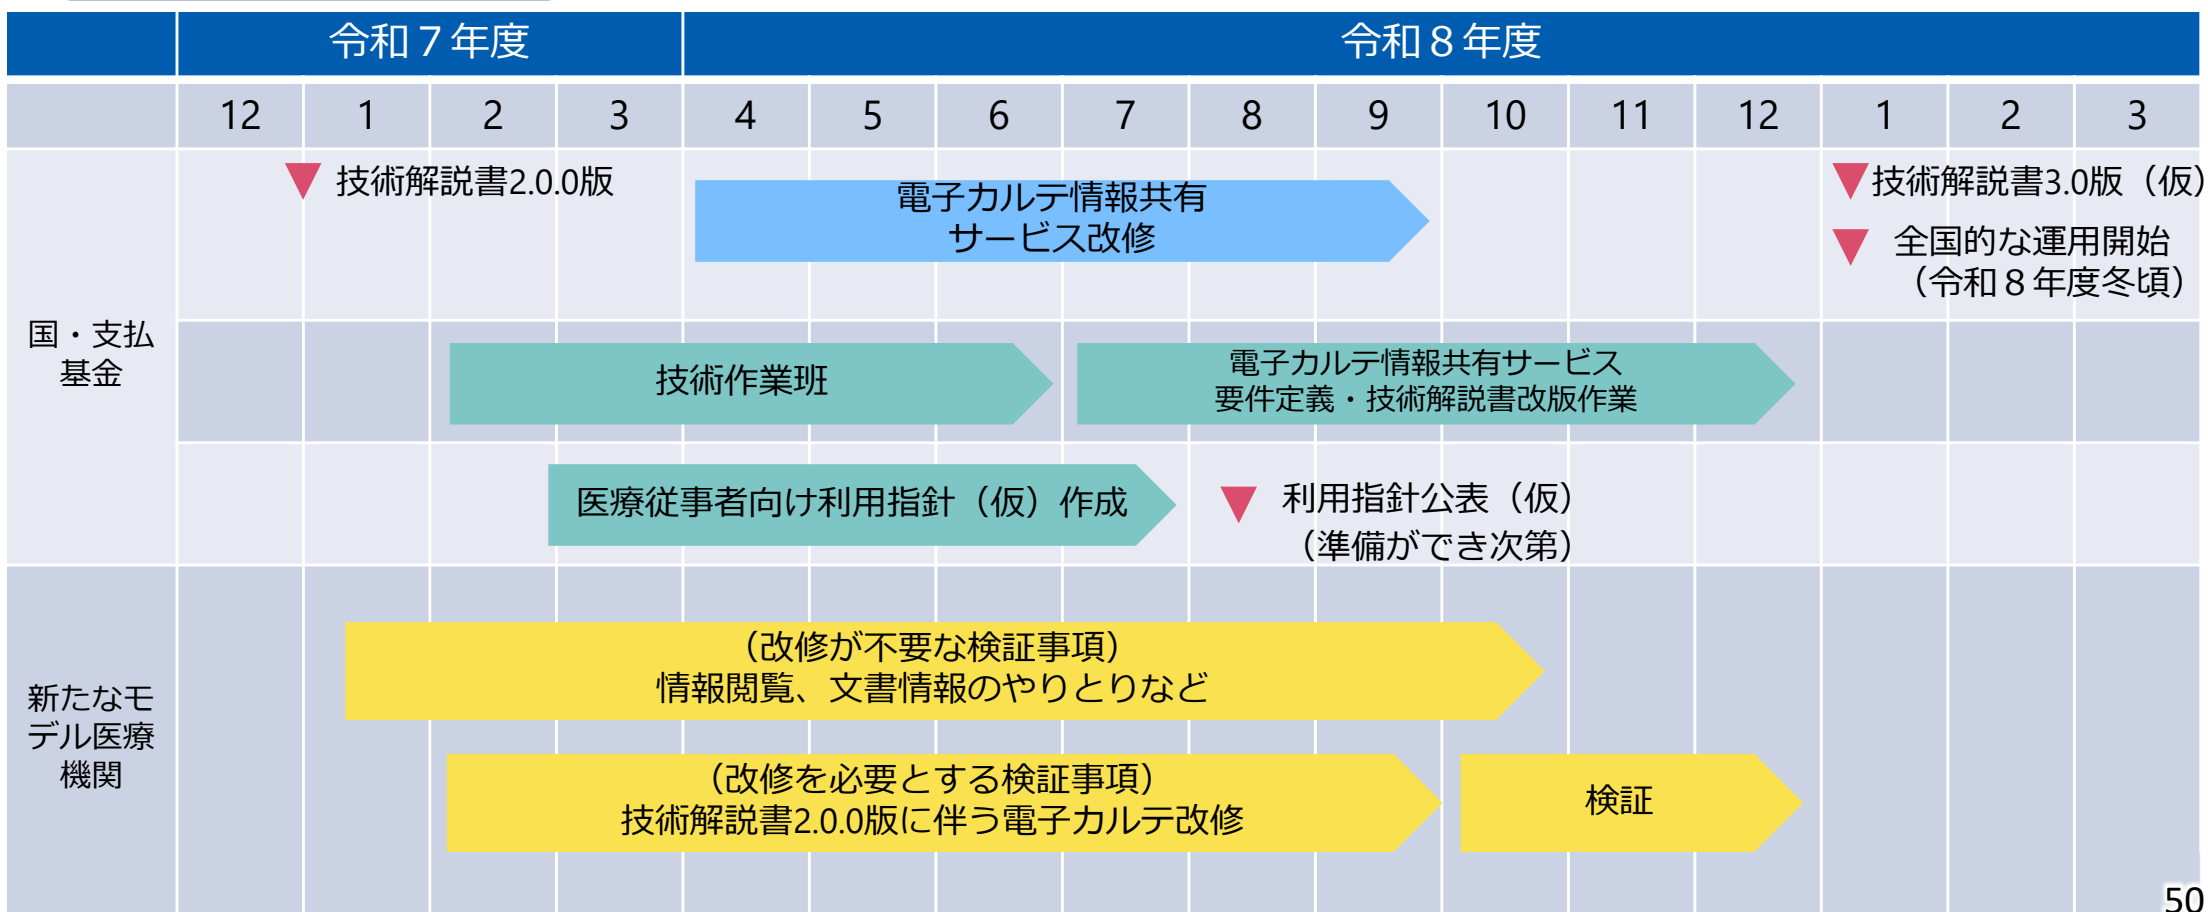 令和７年度 令和８年度
12 1 2 3 4 5 6 7 8 9 10 11 12 1 2 3
国・支払
基金
技術解説書2.0.0版
電子カルテ情報共有
サービス改修
技術解説書3.0版（仮）
全国的な運用開始
（令和８年度冬頃）
技術作業班
電子カルテ情報共有サービス
要件定義・技術解説書改版作業
医療従事者向け利用指針（仮）作成
利用指針公表（仮）
（準備ができ次第）
新たなモ
デル医療
機関
（改修が不要な検証事項）
情報閲覧、文書情報のやりとりなど
（改修を必要とする検証事項）
技術解説書2.0.0版に伴う電子カルテ改修
検証
50